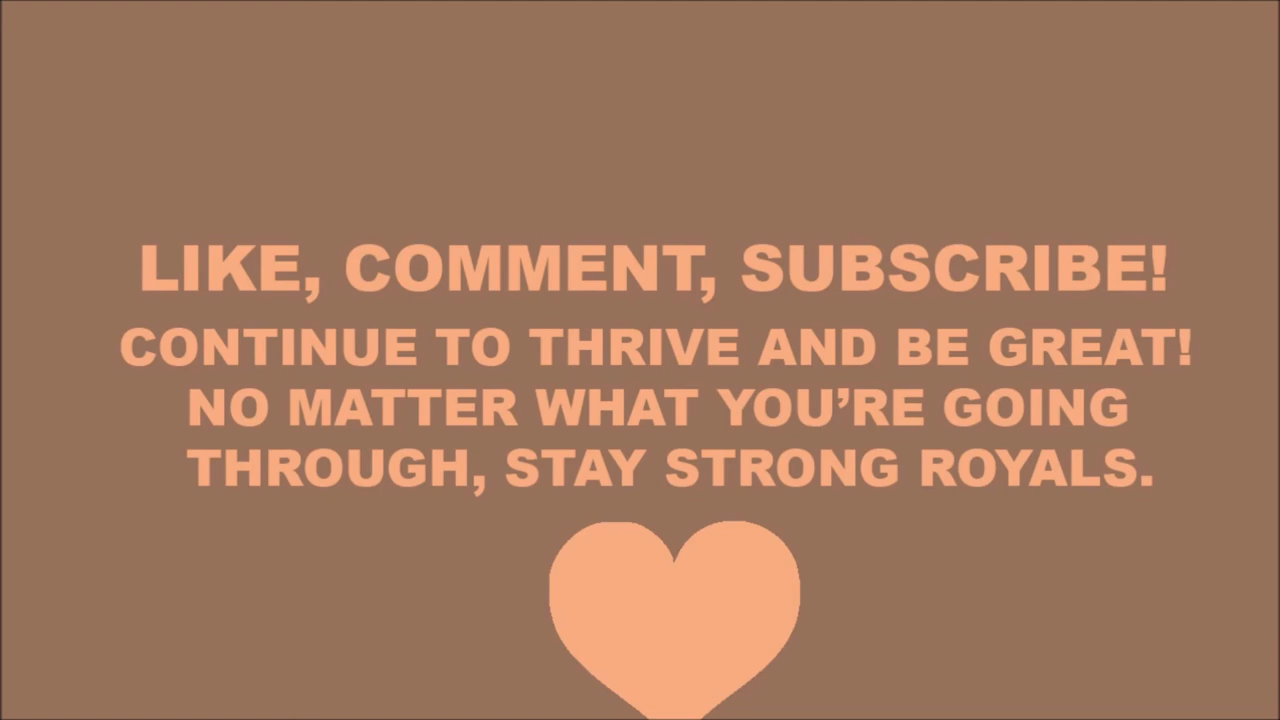 LIKE, COMMENT, SUBSCRIBE!
CONTINUE TO THRIVE AND BE GREAT!
NO MATTER WHAT YOU’RE GOING
THROUGH, STAY STRONG ROYALS.